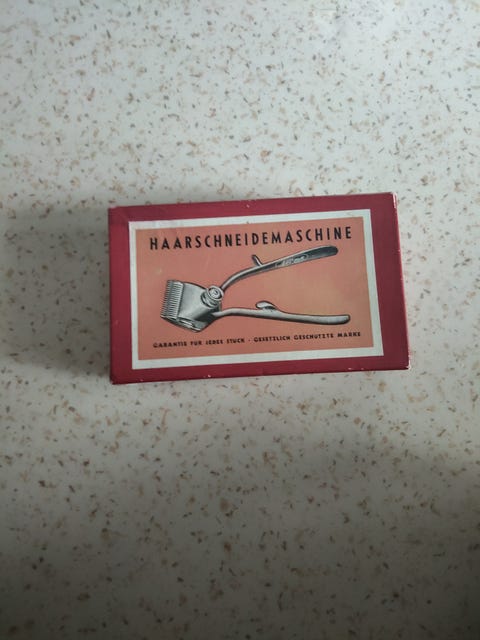 HAARSCHNEIDEMASCHINE
GARANTIE FÜR JEDES STÜCK · GESETZLICH GESCHÜTZTE MARKE